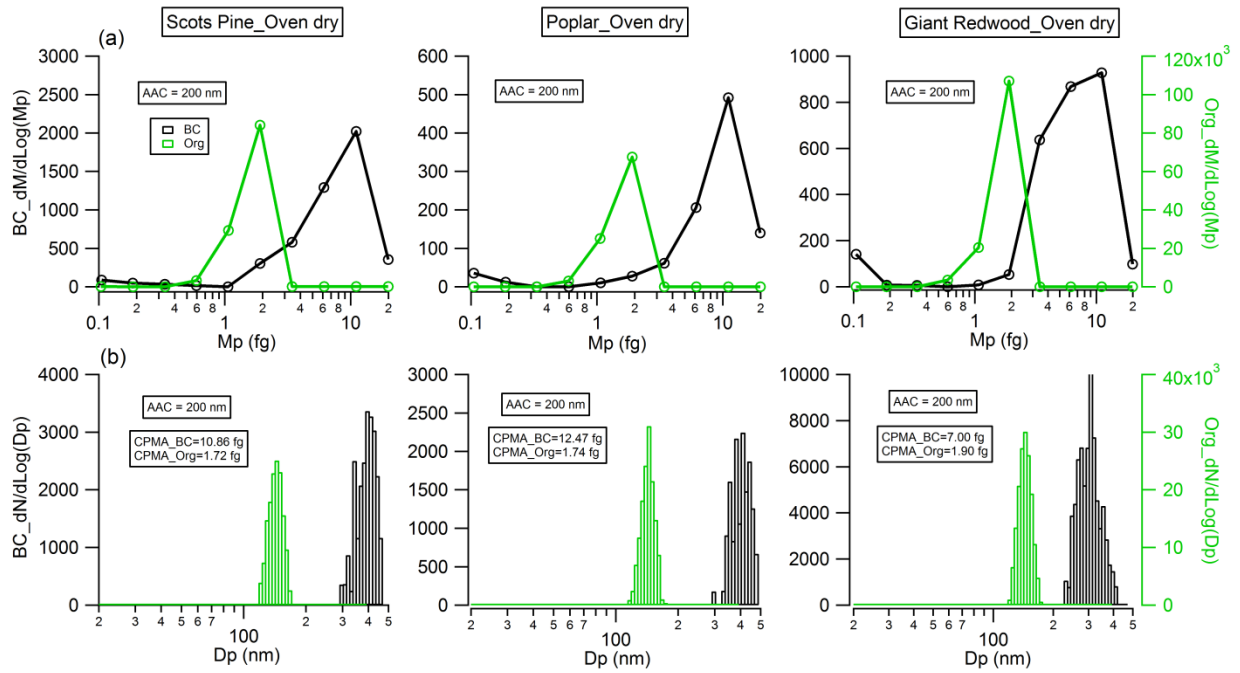 Scots Pine_Oven dry
Poplar_Oven dry
Giant Redwood_Oven dry
(a)
BC_dM/dLog(Mp)
3000
2500
2000
1500
1000
500
0
AAC = 200 nm
BC
Org
0.1 2 4 6 8 1 2 4 6 8 10 2
Mp (fg)
600
500
400
300
200
100
0
AAC = 200 nm
0.1 2 4 6 8 1 2 4 6 8 10 2
Mp (fg)
1000
800
600
400
200
0
AAC = 200 nm
120x10³
100
80
60
40
20
0
Org_dM/dLog(Mp)
0.1 2 4 6 8 1 2 4 6 8 10 2
Mp (fg)
(b)
BC_dN/dLog(Dp)
4000
3000
2000
1000
0
AAC = 200 nm
CPMA_BC=10.86 fg
CPMA_Org=1.72 fg
2 3 4 5 6 7 100 2 3 4 5
Dp (nm)
3000
2500
2000
1500
1000
500
0
AAC = 200 nm
CPMA_BC=12.47 fg
CPMA_Org=1.74 fg
2 3 4 5 6 7 100 2 3 4 5
Dp (nm)
10000
8000
6000
4000
2000
0
AAC = 200 nm
CPMA_BC=7.00 fg
CPMA_Org=1.90 fg
40x10³
30
20
10
0
Org_dN/dLog(Dp)
2 3 4 5 6 7 100 2 3 4 5
Dp (nm)